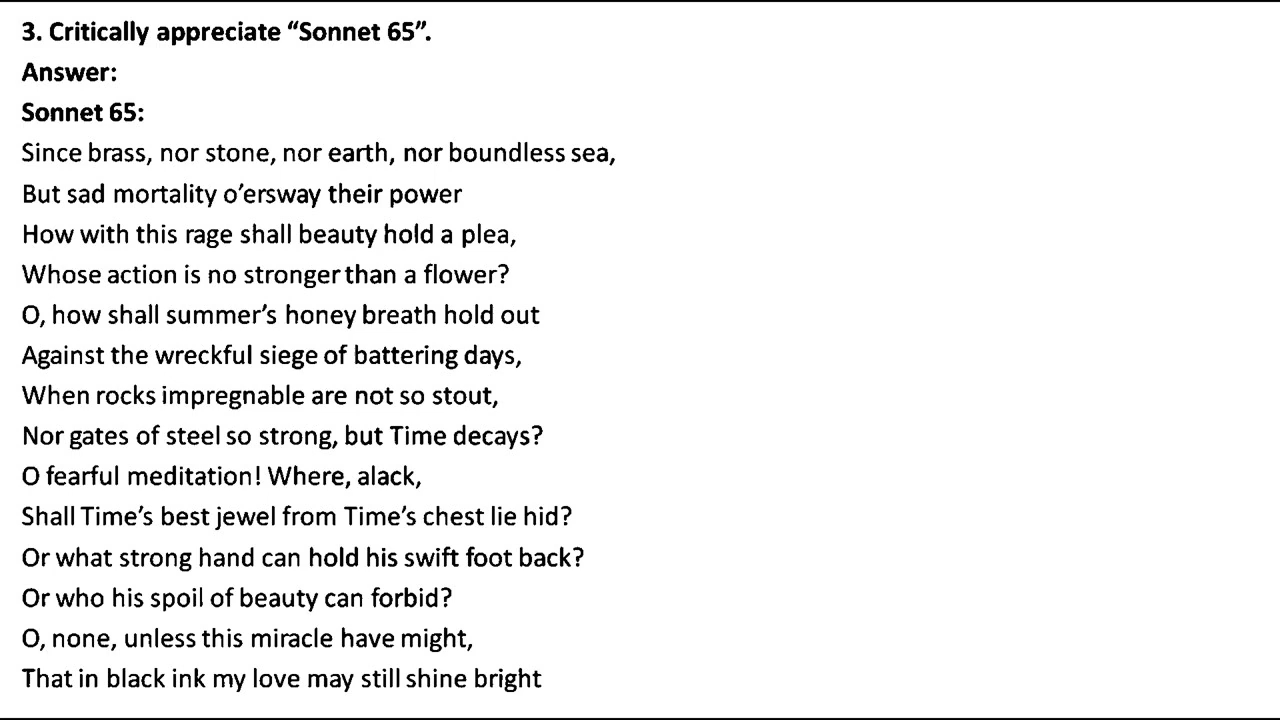 3. Critically appreciate “Sonnet 65”.
Answer:
Sonnet 65:
Since brass, nor stone, nor earth, nor boundless sea,
But sad mortality o’ersway their power
How with this rage shall beauty hold a plea,
Whose action is no stronger than a flower?
O, how shall summer’s honey breath hold out
Against the wreckful siege of battering days,
When rocks impregnable are not so stout,
Nor gates of steel so strong, but Time decays?
O fearful meditation! Where, alack,
Shall Time’s best jewel from Time’s chest lie hid?
Or what strong hand can hold his swift foot back?
Or who his spoil of beauty can forbid?
O, none, unless this miracle have might,
That in black ink my love may still shine bright